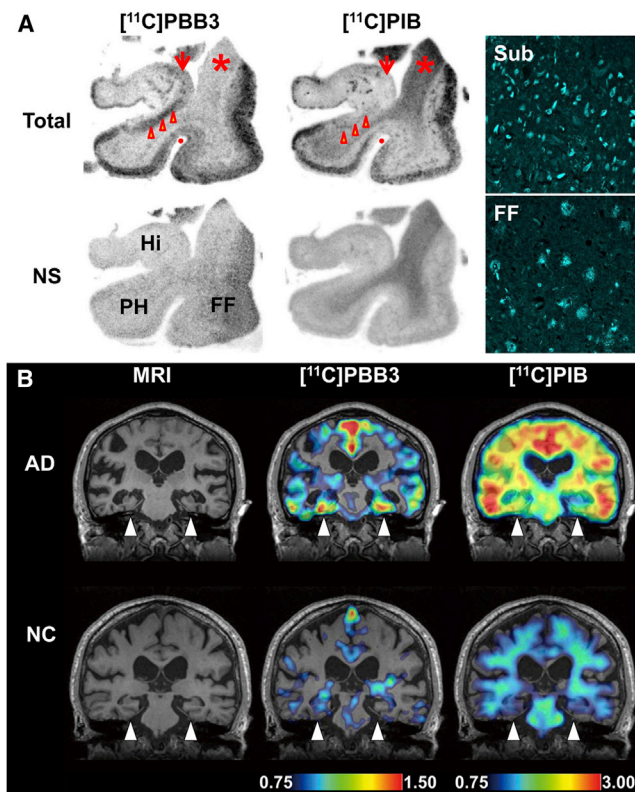 A
[¹¹C]PBB3
[¹¹C]PIB
Total
*
*
Sub
NS
Hi
PH
FF
FF
B
MRI
[¹¹C]PBB3
[¹¹C]PIB
AD
NC
0.75
1.50
0.75
3.00